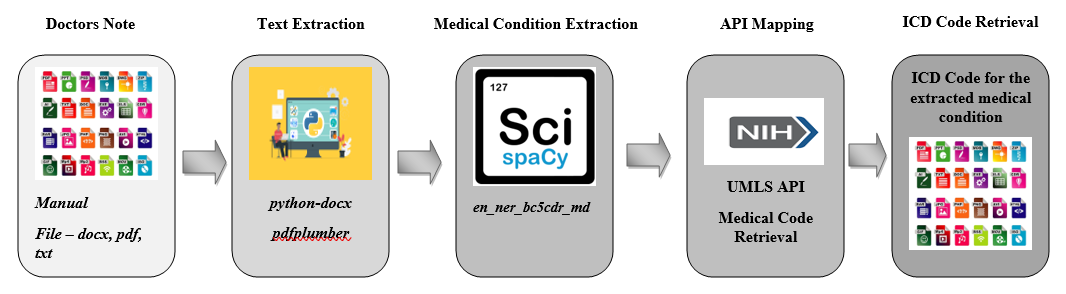 Doctors Note
Text Extraction
Medical Condition Extraction
API Mapping
ICD Code Retrieval
Manual
File – docx, pdf,
txt
python-docx
pdfplumber
127
Sci
spaCy
en_ner_bc5cdr_md
NIH
UMLS API
Medical Code
Retrieval
ICD Code for the
extracted medical
condition